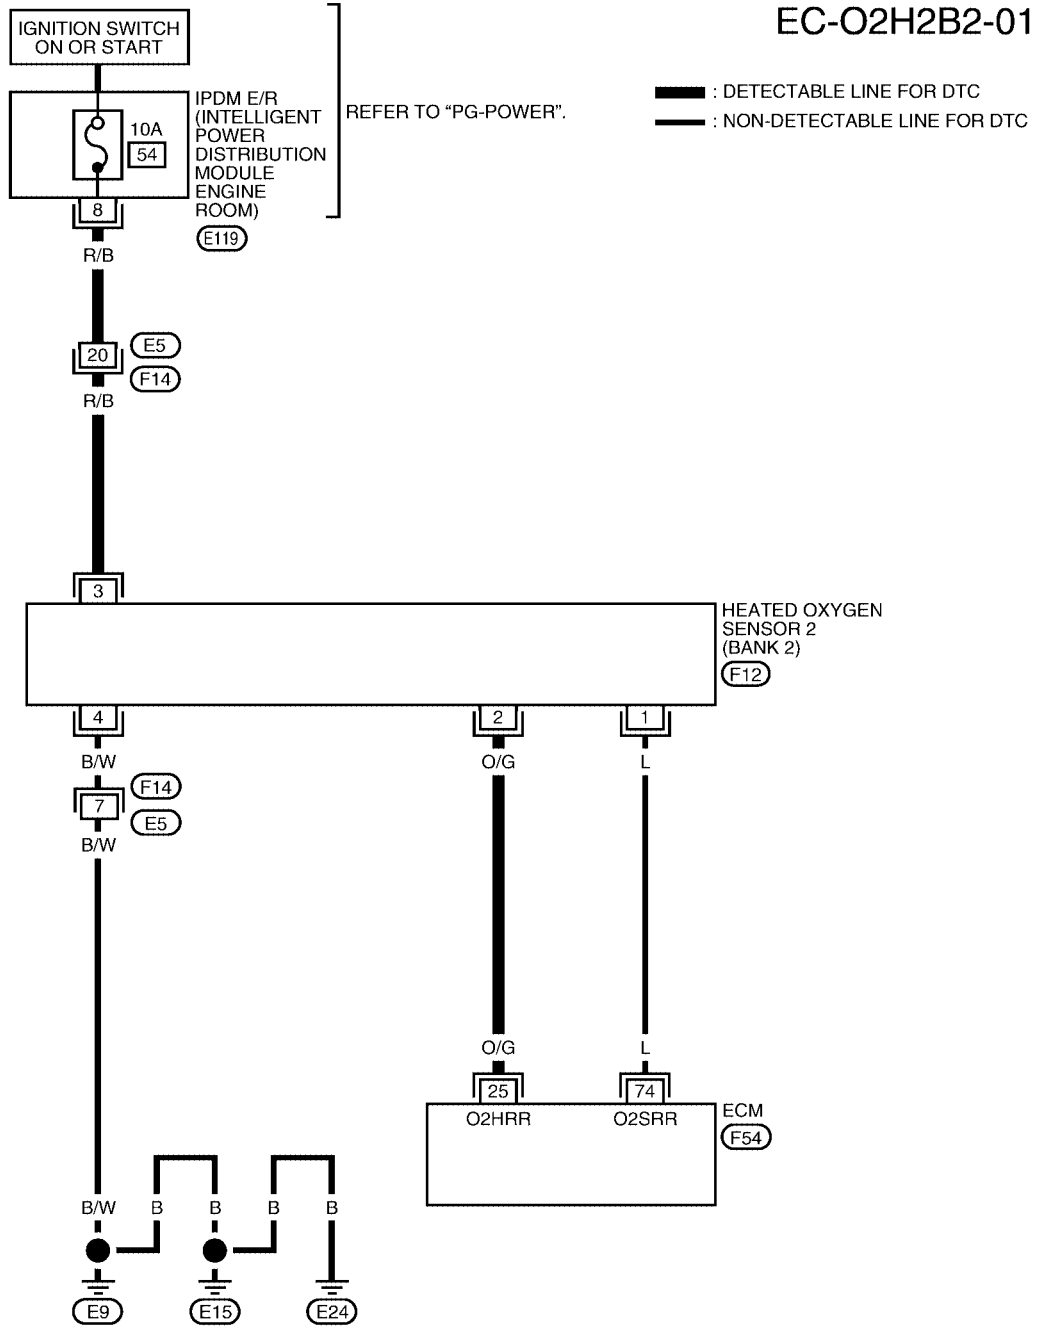 EC-O2H2B2-01
IGNITION SWITCH
ON OR START
: DETECTABLE LINE FOR DTC
: NON-DETECTABLE LINE FOR DTC
10A
54
IPDM E/R
(INTELLIGENT
POWER
DISTRIBUTION
MODULE
ENGINE
ROOM)
E119
REFER TO “PG-POWER”.
8
R/B
20
E5
F14
R/B
3
HEATED OXYGEN
SENSOR 2
(BANK 2)
F12
4
2
1
B/W
O/G
L
7
F14
E5
B/W
O/G
L
25
74
O2HRR
O2SRR
ECM
F54
B/W
B
B
B
B
E9
E15
E24